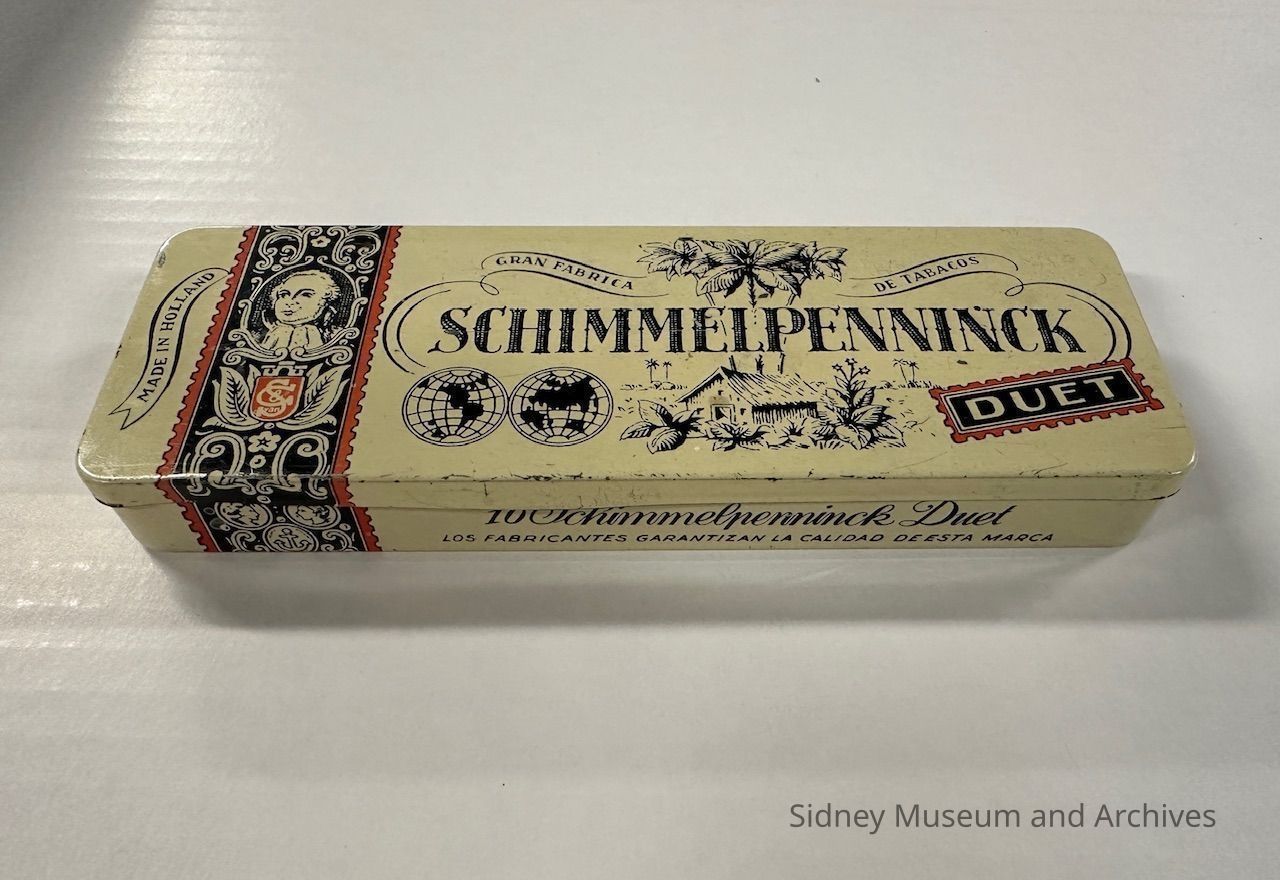 MADE IN HOLLAND
GRAN FABRICA DE TABACOS
SCHIMMELPENNINCK
DUET
10 Schimmelpenninck Duet
LOS FABRICANTES GARANTIZAN LA CALIDAD DE ESTA MARCA
Sidney Museum and Archives